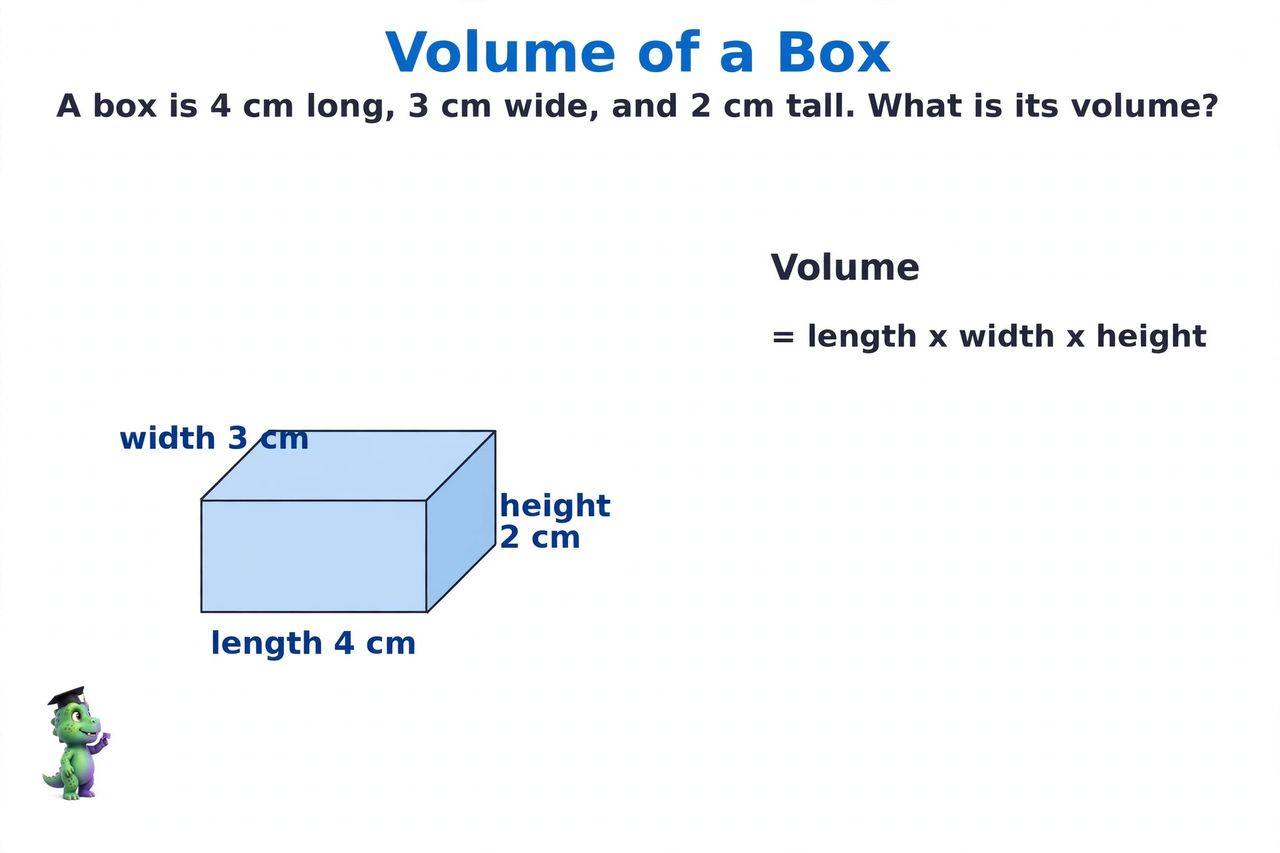 Volume of a Box
A box is 4 cm long, 3 cm wide, and 2 cm tall. What is its volume?
Volume
= length x width x height
width 3 cm
height
2 cm
length 4 cm